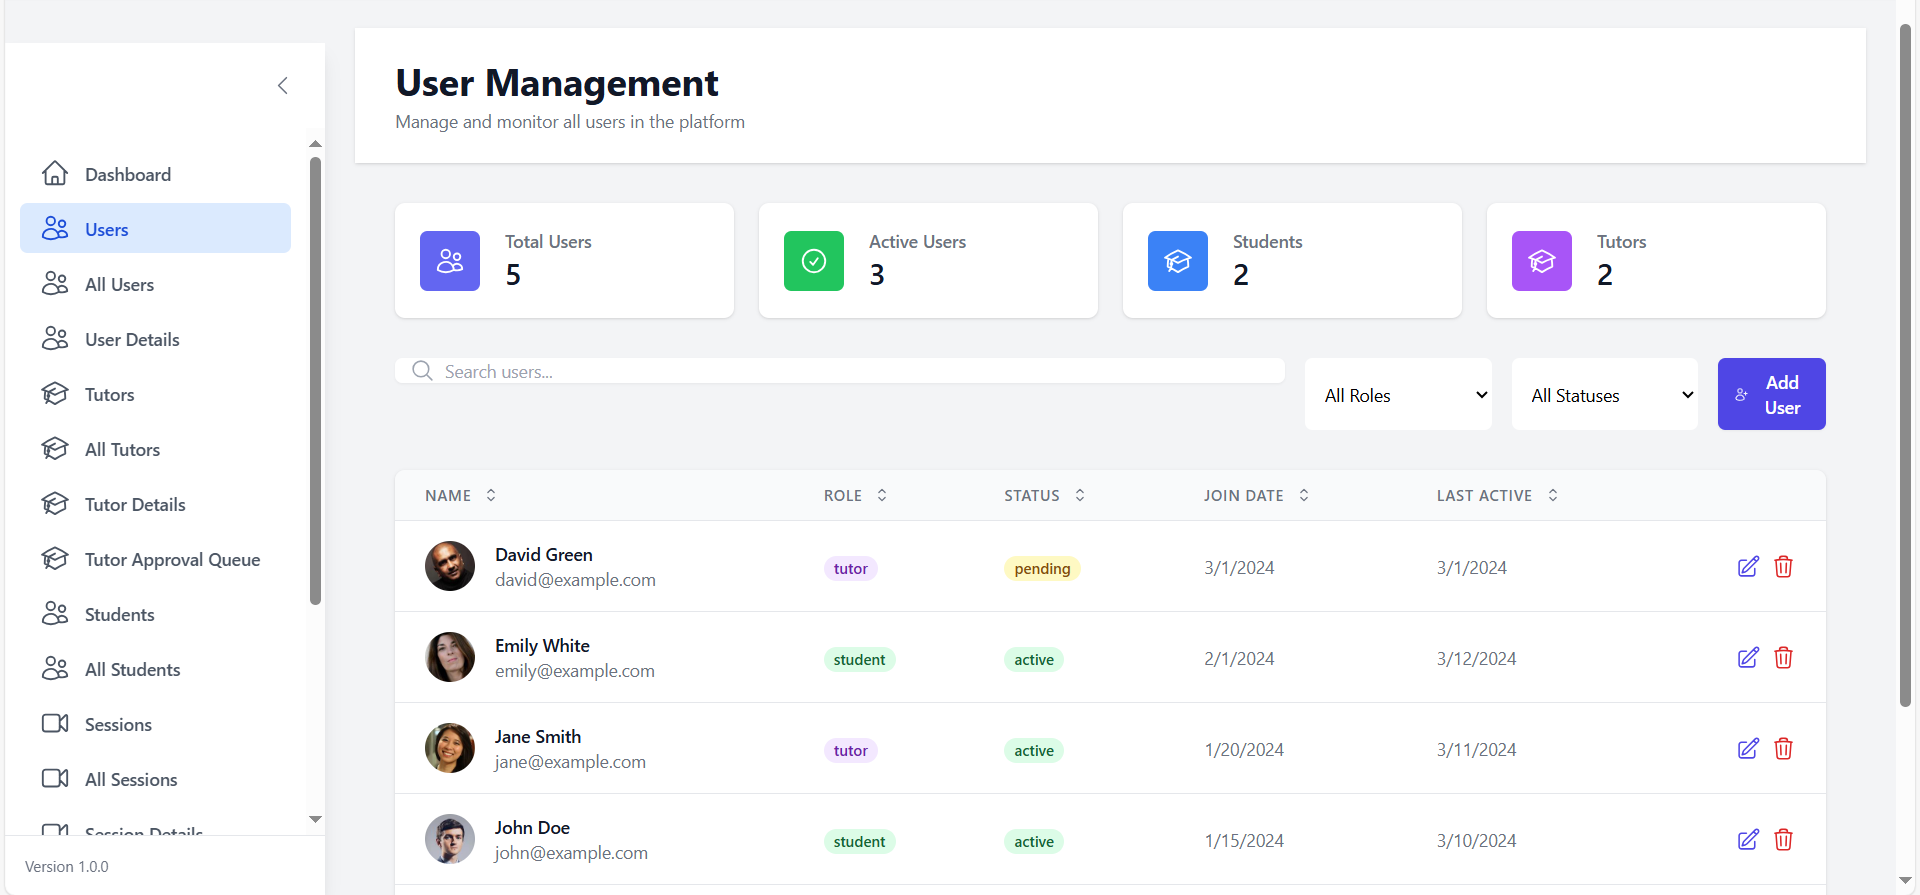 User Management
Manage and monitor all users in the platform
Dashboard
Users
All Users
User Details
Tutors
All Tutors
Tutor Details
Tutor Approval Queue
Students
All Students
Sessions
All Sessions
Session Details
Version 1.0.0
Total Users
5
Active Users
3
Students
2
Tutors
2
Search users...
All Roles
All Statuses
Add
User
NAME ROLE STATUS JOIN DATE LAST ACTIVE
David Green
david@example.com
tutor pending 3/1/2024 3/1/2024
Emily White
emily@example.com
student active 2/1/2024 3/12/2024
Jane Smith
jane@example.com
tutor active 1/20/2024 3/11/2024
John Doe
john@example.com
student active 1/15/2024 3/10/2024